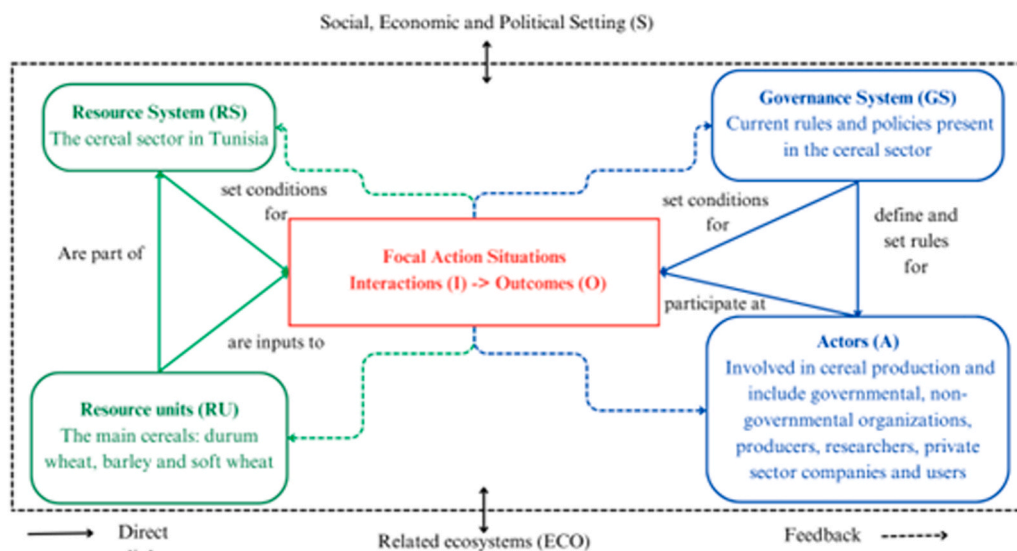 Social, Economic and Political Setting (S)
Resource System (RS)
The cereal sector in Tunisia
Governance System (GS)
Current rules and policies present
in the cereal sector
set conditions
for
set conditions
for
define and
set rules
for
Are part of
Focal Action Situations
Interactions (I) -> Outcomes (O)
participate at
are inputs to
Resource units (RU)
The main cereals: durum
wheat, barley and soft wheat
Actors (A)
Involved in cereal production and
include governmental, non-
governmental organizations,
producers, researchers, private
sector companies and users
Direct
Related ecosystems (ECO)
Feedback